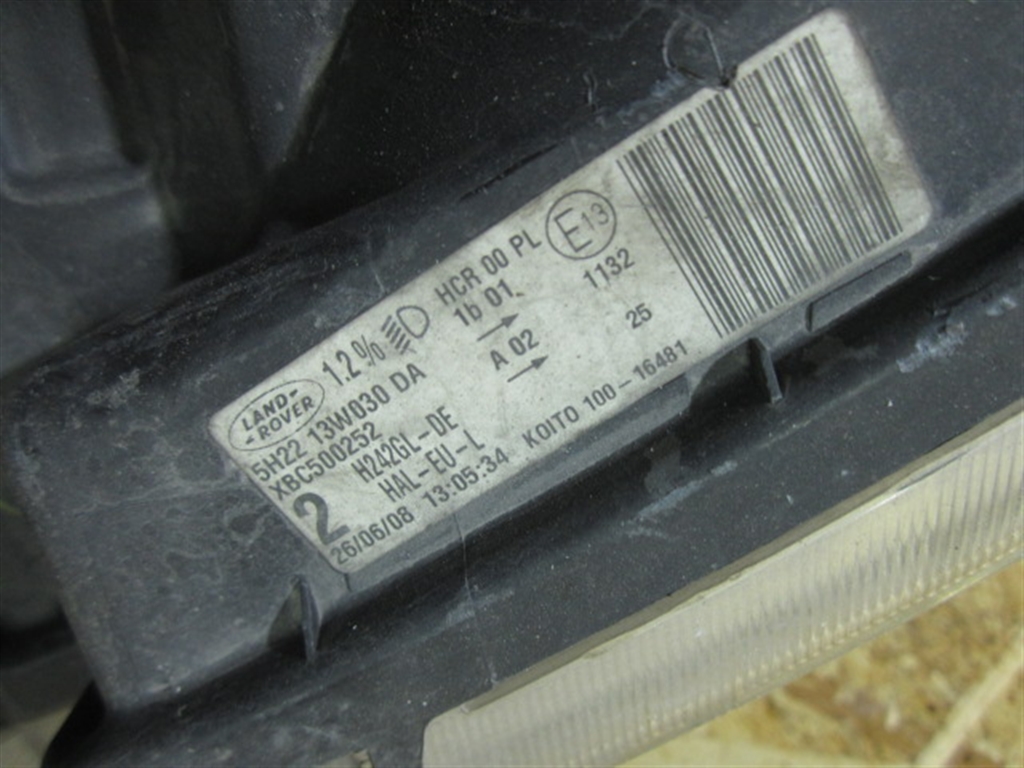 LAND-
-ROVER
1.2%
HCR 00 PL
1b 01
A 02
E13
1132
25
5H22 13W030 DA
XBC500252
2
H242GL-DE
HAL-EU-L
26/06/08 13:05:34 KOITO 100-16481